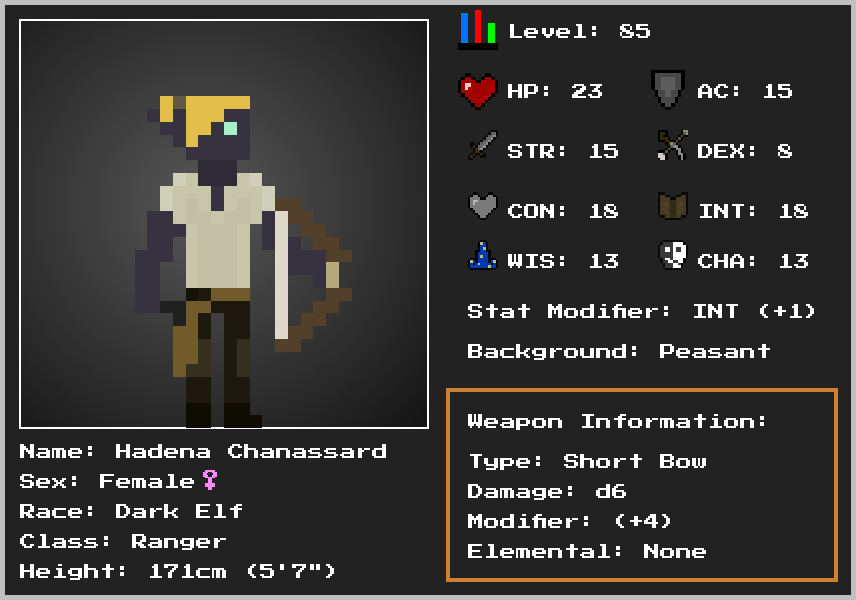 Level: 85
HP: 23 AC: 15
STR: 15 DEX: 8
CON: 18 INT: 18
WIS: 13 CHA: 13
Stat Modifier: INT (+1)
Background: Peasant
Weapon Information:
Type: Short Bow
Damage: d6
Modifier: (+4)
Elemental: None
Name: Hadena Chanassard
Sex: Female♀
Race: Dark Elf
Class: Ranger
Height: 171cm (5'7")